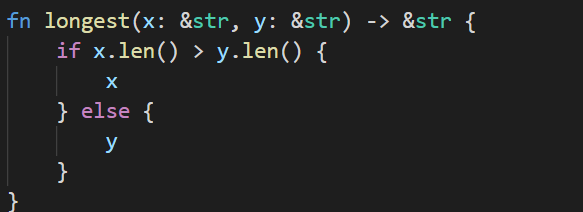 fn longest(x: &str, y: &str) -> &str {
    if x.len() > y.len() {
        x
    } else {
        y
    }
}